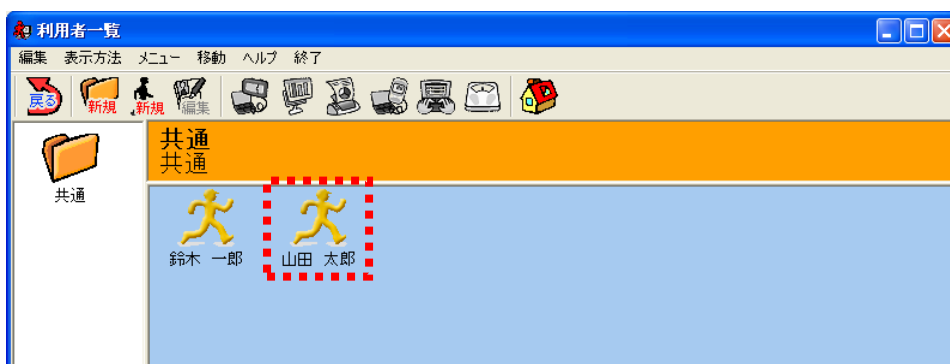 利用者一覧
編集 表示方法 メニュー 移動 ヘルプ 終了
戻る 新規 新規 編集
共通
共通
共通
鈴木 一郎 山田 太郎